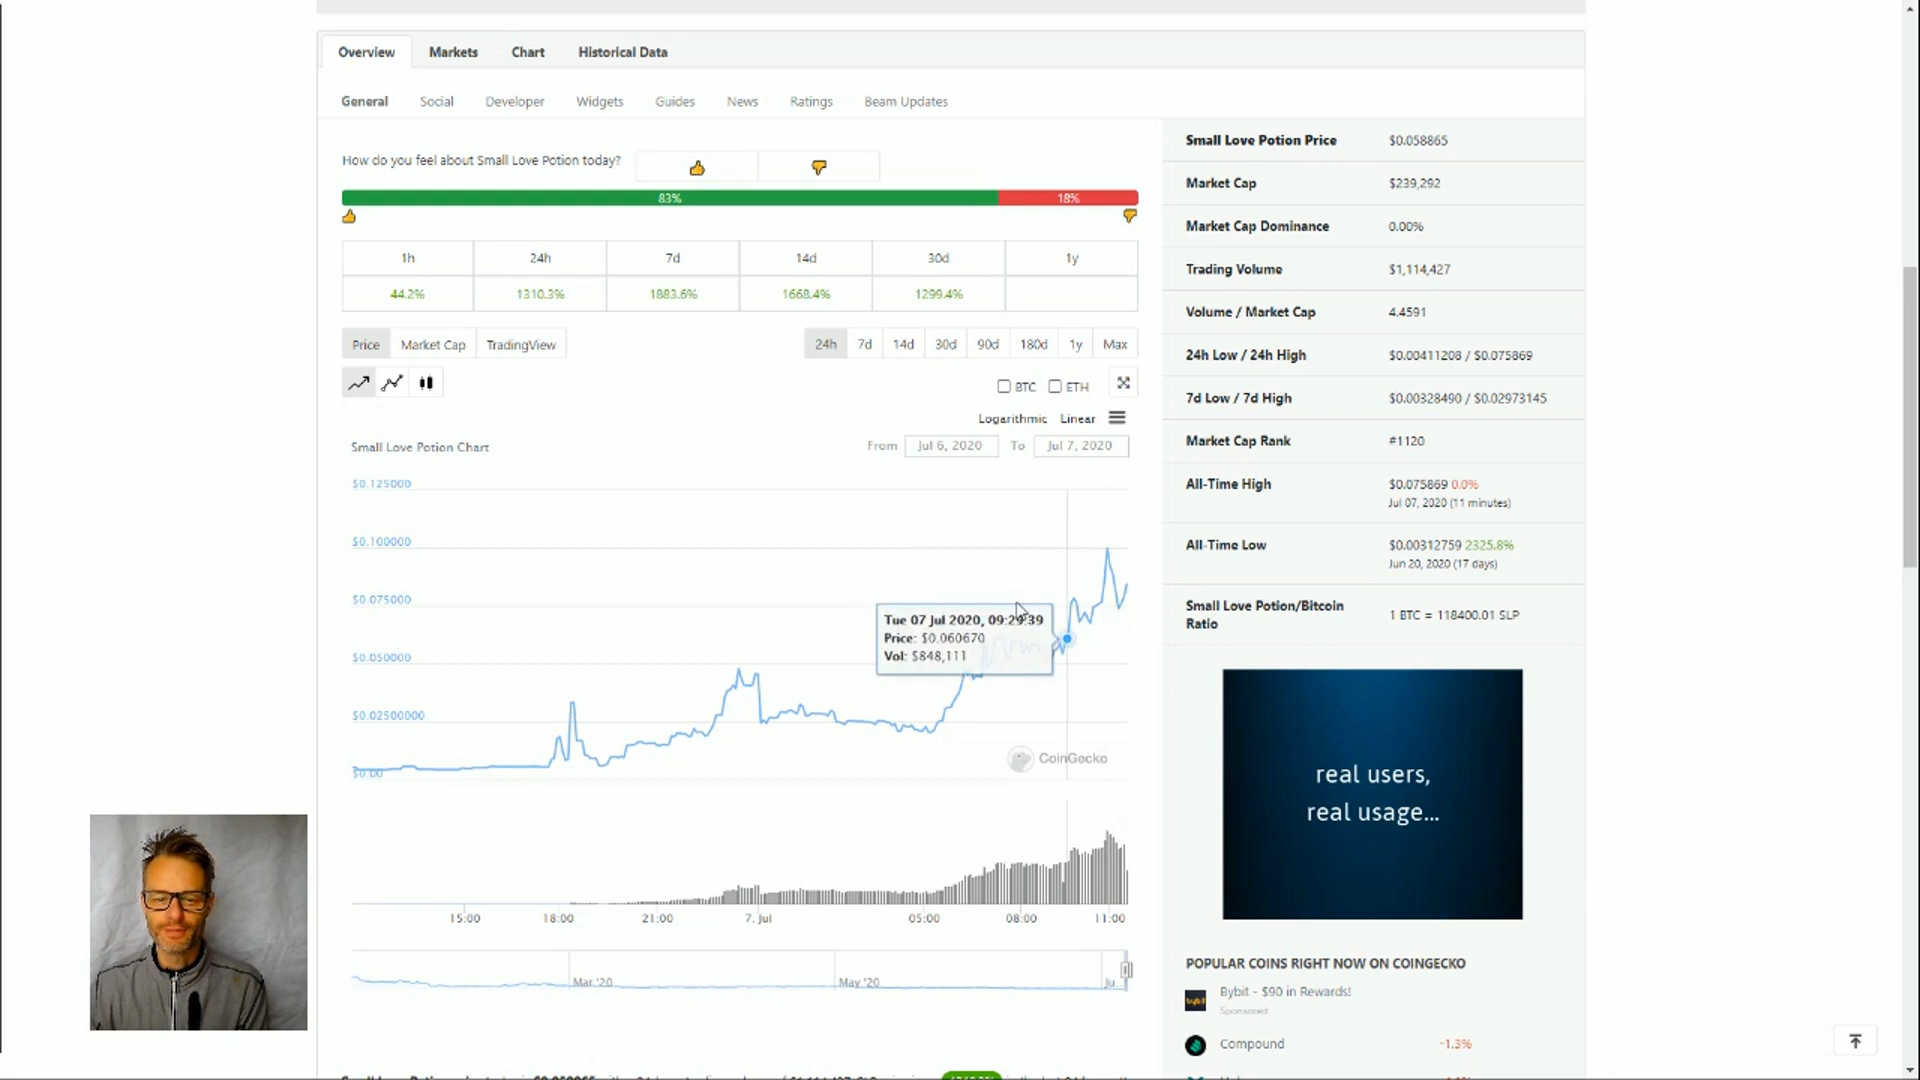 Overview Markets Chart Historical Data
General Social Developer Widgets Guides News Ratings Beam Updates
How do you feel about Small Love Potion today?
83% 18%
1h 24h 7d 14d 30d 1y
44.2% 1310.3% 1883.6% 1668.4% 1299.4%
Price Market Cap TradingView
24h 7d 14d 30d 90d 180d 1y Max
BTC ETH
Logarithmic Linear
Small Love Potion Chart
From Jul 6, 2020 To Jul 7, 2020
$0.125000
$0.100000
$0.075000
$0.050000
$0.02500000
$0.00
Tue 07 Jul 2020, 09:29:39
Price: $0.060670
Vol: $848,111
CoinGecko
15:00 18:00 21:00 7. Jul 05:00 08:00 11:00
Mar '20 May '20 Ju...
Small Love Potion Price $0.058865
Market Cap $239,292
Market Cap Dominance 0.00%
Trading Volume $1,114,427
Volume / Market Cap 4.4591
24h Low / 24h High $0.00411208 / $0.075869
7d Low / 7d High $0.00328490 / $0.02973145
Market Cap Rank #1120
All-Time High $0.075869 0.0%
Jul 07, 2020 (11 minutes)
All-Time Low $0.00312759 2325.8%
Jun 20, 2020 (17 days)
Small Love Potion/Bitcoin
Ratio 1 BTC = 118400.01 SLP
real users,
real usage...
POPULAR COINS RIGHT NOW ON COINGECKO
Bybit - $90 in Rewards!
Sponsored
Compound -1.3%